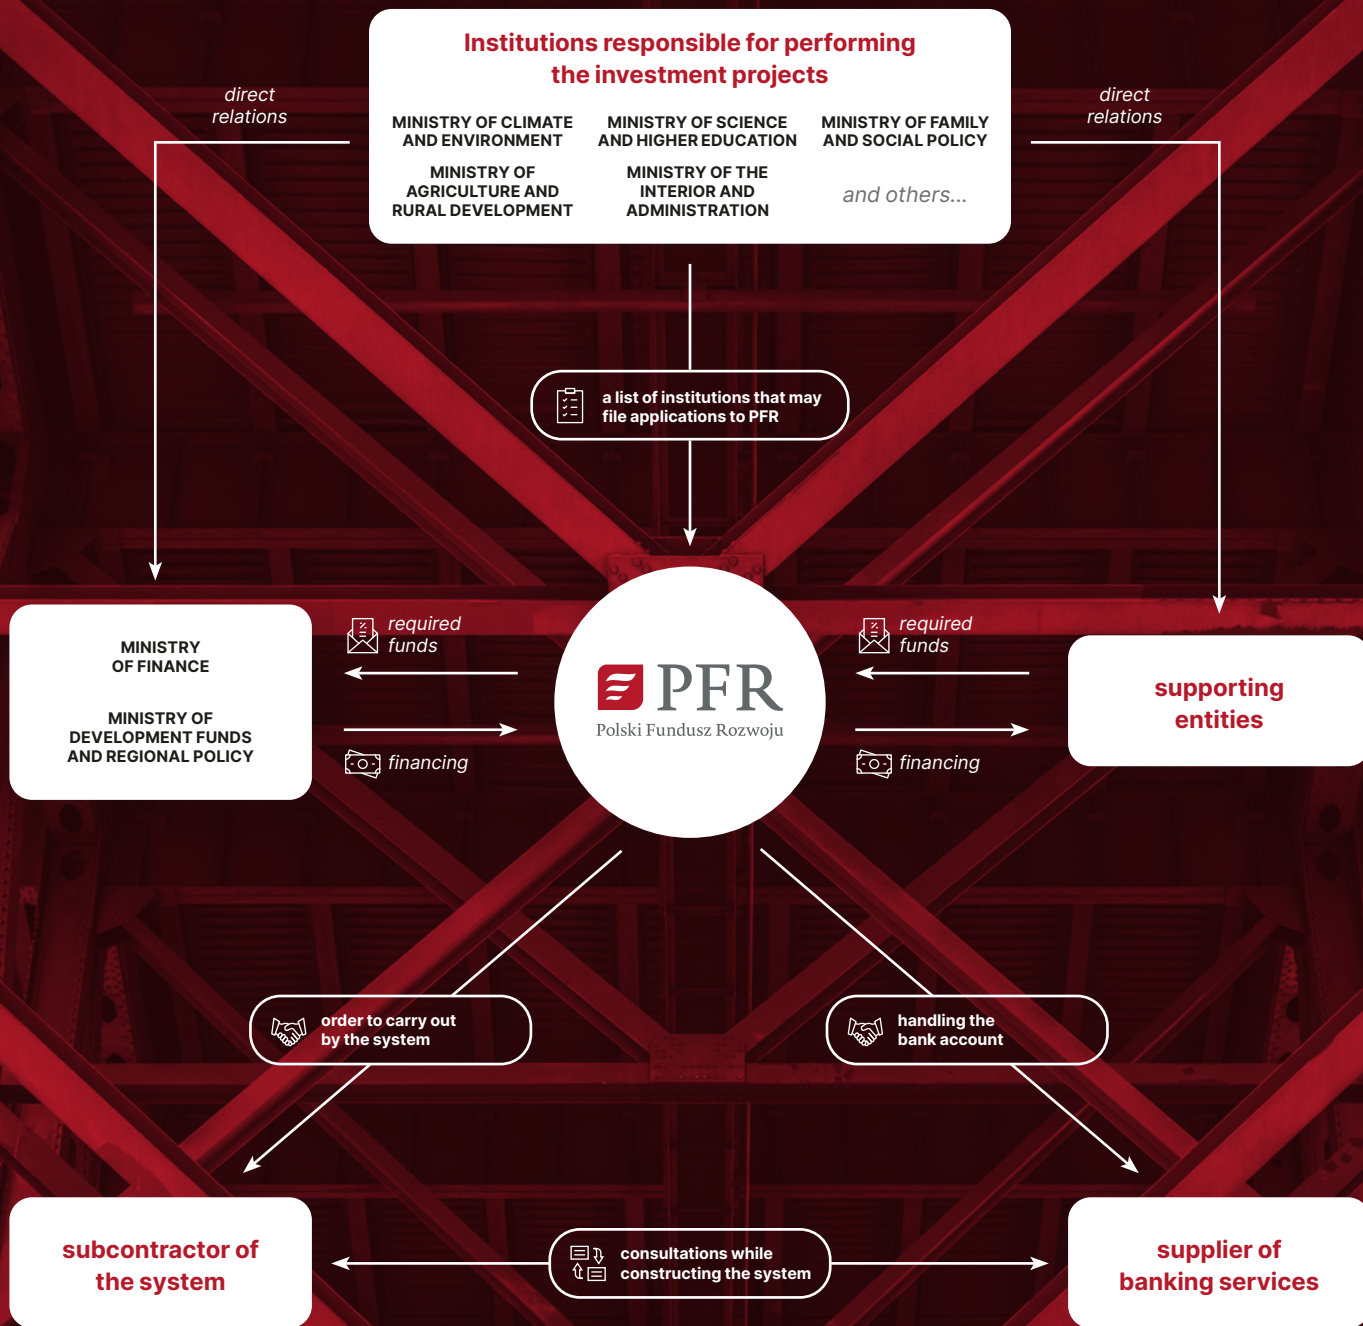 Institutions responsible for performing
the investment projects
MINISTRY OF CLIMATE
AND ENVIRONMENT
MINISTRY OF SCIENCE
AND HIGHER EDUCATION
MINISTRY OF FAMILY
AND SOCIAL POLICY
MINISTRY OF
AGRICULTURE AND
RURAL DEVELOPMENT
MINISTRY OF THE
INTERIOR AND
ADMINISTRATION
and others...
direct
relations
direct
relations
a list of institutions that may
file applications to PFR
MINISTRY
OF FINANCE
MINISTRY OF
DEVELOPMENT FUNDS
AND REGIONAL POLICY
required
funds
financing
PFR
Polski Fundusz Rozwoju
required
funds
financing
supporting
entities
order to carry out
by the system
handling the
bank account
subcontractor of
the system
consultations while
constructing the system
supplier of
banking services